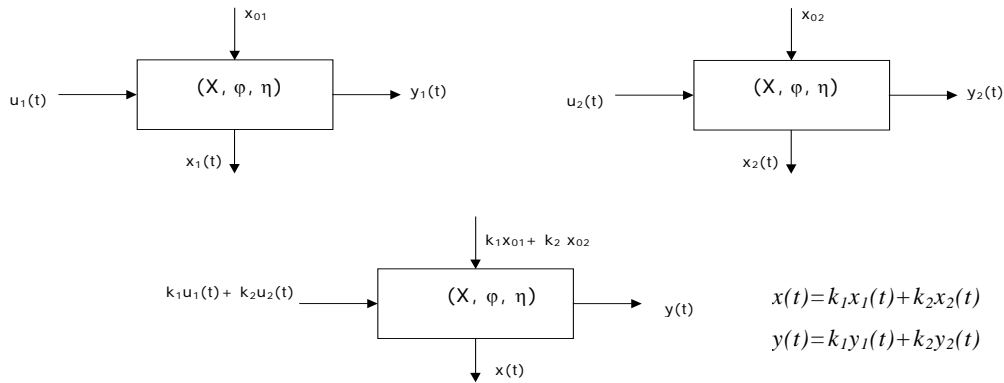 x₀₁
(X, φ, η)
u₁(t)
y₁(t)
x₁(t)
x₀₂
(X, φ, η)
u₂(t)
y₂(t)
x₂(t)
k₁x₀₁+ k₂ x₀₂
k₁u₁(t)+ k₂u₂(t)
(X, φ, η)
y(t)
x(t)
x(t)=k₁x₁(t)+k₂x₂(t)
y(t)=k₁y₁(t)+k₂y₂(t)